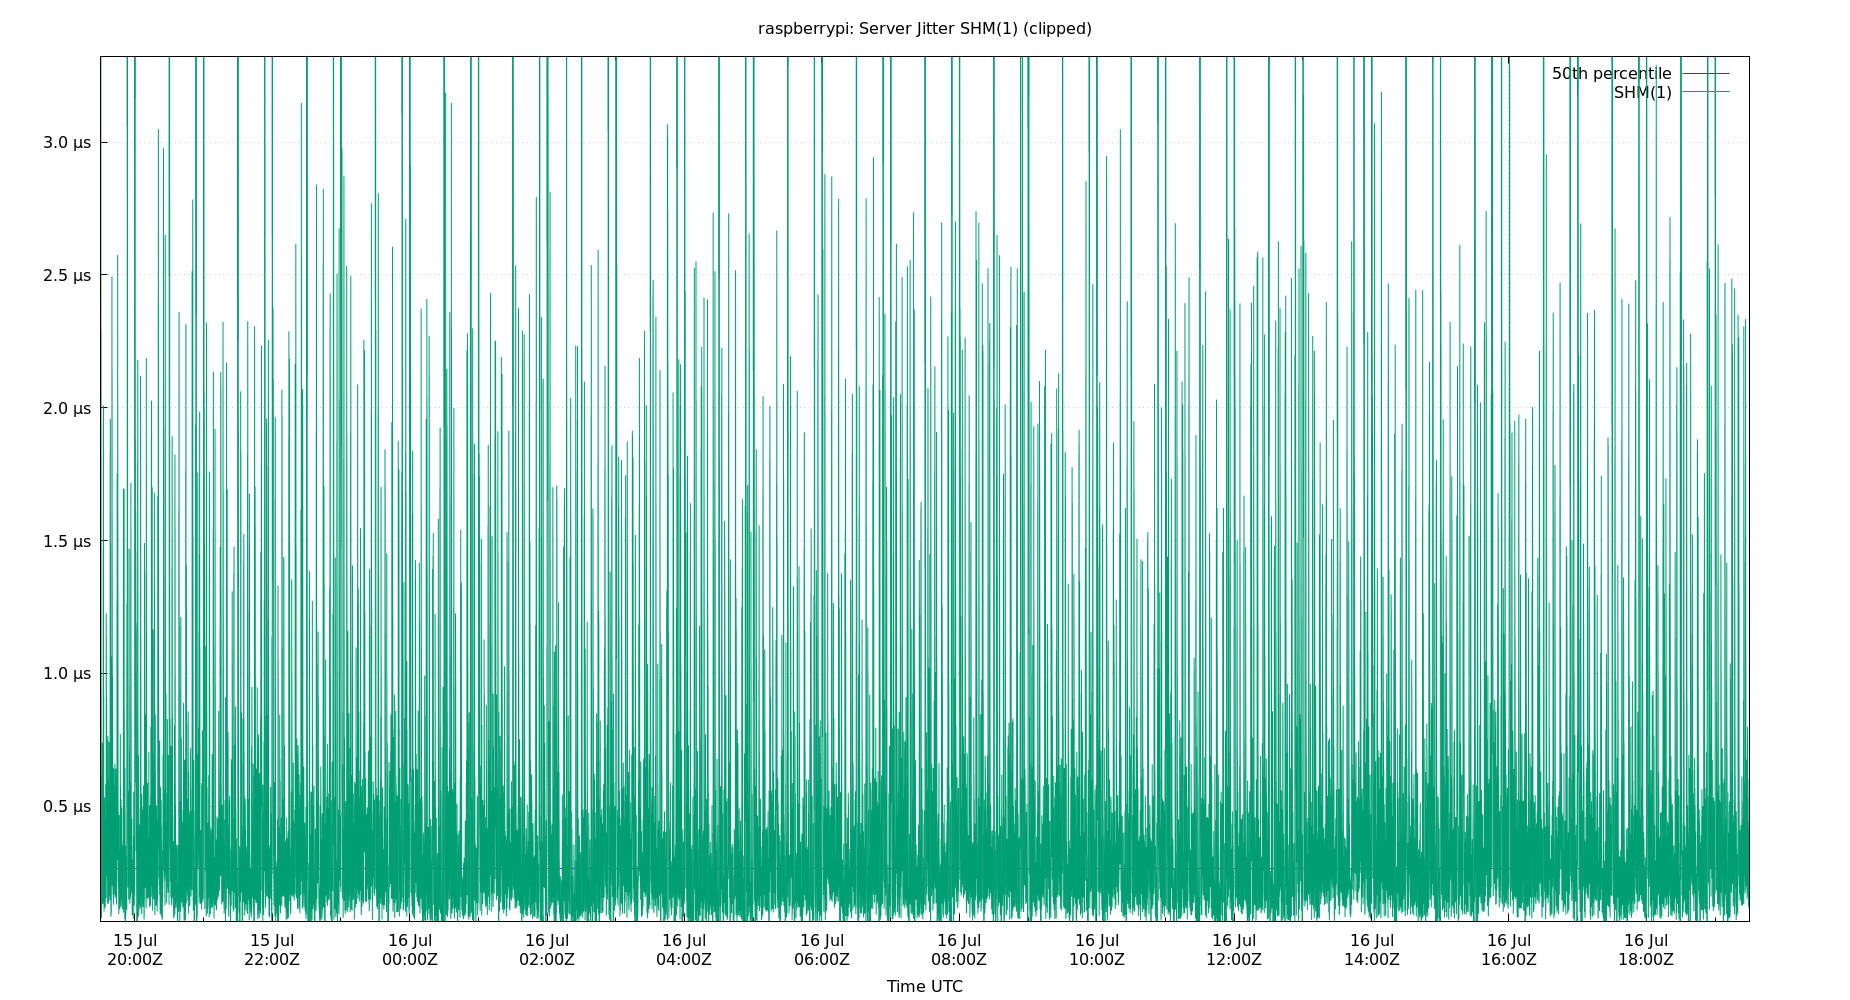 raspberrypi: Server Jitter SHM(1) (clipped)
50th percentile
SHM(1)
3.0 µs
2.5 µs
2.0 µs
1.5 µs
1.0 µs
0.5 µs
15 Jul 15 Jul 16 Jul 16 Jul 16 Jul 16 Jul 16 Jul 16 Jul 16 Jul 16 Jul 16 Jul 16 Jul
20:00Z 22:00Z 00:00Z 02:00Z 04:00Z 06:00Z 08:00Z 10:00Z 12:00Z 14:00Z 16:00Z 18:00Z
Time UTC